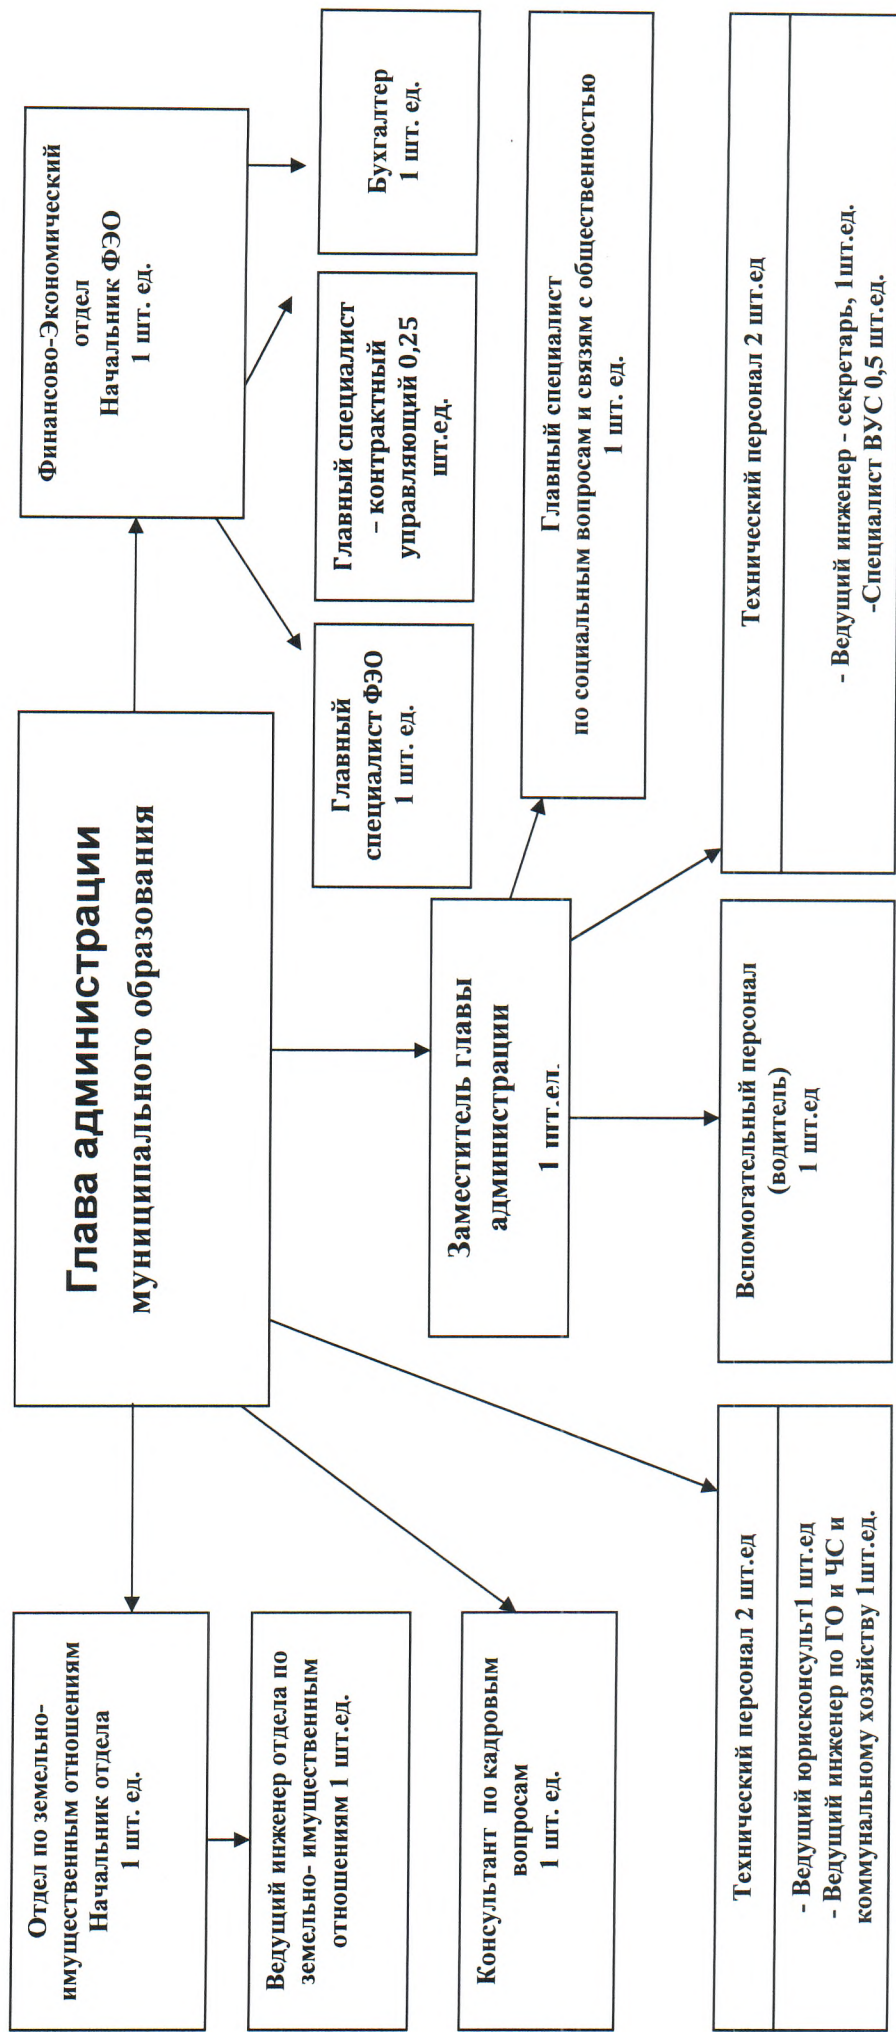 Глава администрации
муниципального образования
Финансово-Экономический
отдел
Начальник ФЭО
1 шт. ед.
Отдел по земельно-
имущественным отношениям
Начальник отдела
1 шт. ед.
Ведущий инженер отдела по
земельно- имущественным
отношениям 1 шт.ед.
Консультант по кадровым
вопросам
1 шт. ед.
Главный
специалист ФЭО
1 шт. ед.
Главный специалист
– контрактный
управляющий 0,25
шт.ед.
Бухгалтер
1 шт. ед.
Заместитель главы
администрации
1 шт.ед.
Главный специалист
по социальным вопросам и связям с общественностью
1 шт. ед.
Технический персонал 2 шт.ед
- Ведущий юрисконсульт1 шт.ед
- Ведущий инженер по ГО и ЧС и
коммунальному хозяйству 1шт.ед.
Вспомогательный персонал
(водитель)
1 шт.ед
Технический персонал 2 шт.ед
- Ведущий инженер - секретарь, 1шт.ед.
-Специалист ВУС 0,5 шт.ед.